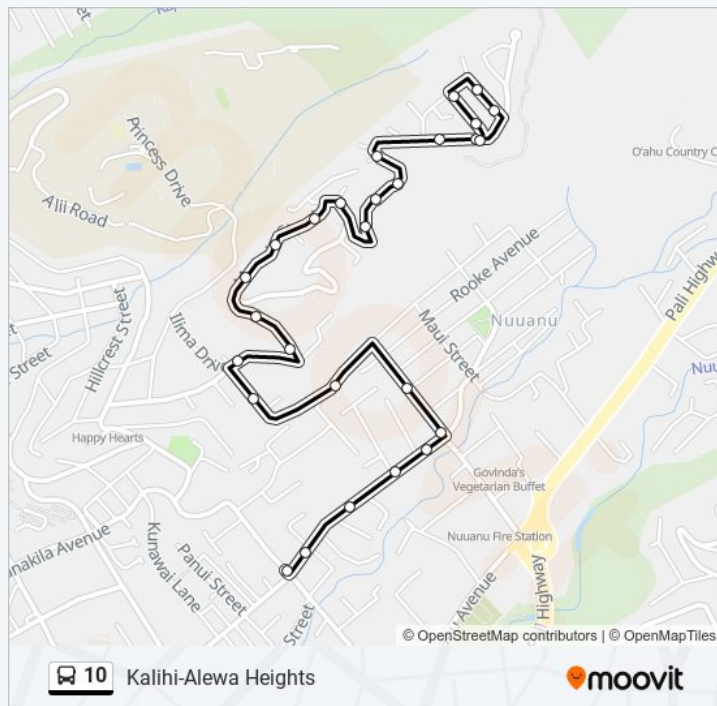 O'ahu Country C
Princess Drive
Alii Road
Rooke Avenue
Pali Highw
Maui Street
Nuuanu
Hillcrest Street
Ilima Dri
Street
Nuu
Happy Hearts
Govinda's
Vegetarian Buffet
Nuuanu Fire Station
anakila Avenue
Kunawai Lane
Panui Street
Street
u Avenue
Highway
© OpenStreetMap contributors | © OpenMapTiles
10 Kalihi-Alewa Heights
moovit